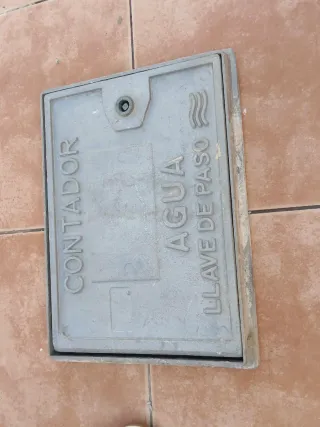 CONTADOR
AGUA
LLAVE DE PASO